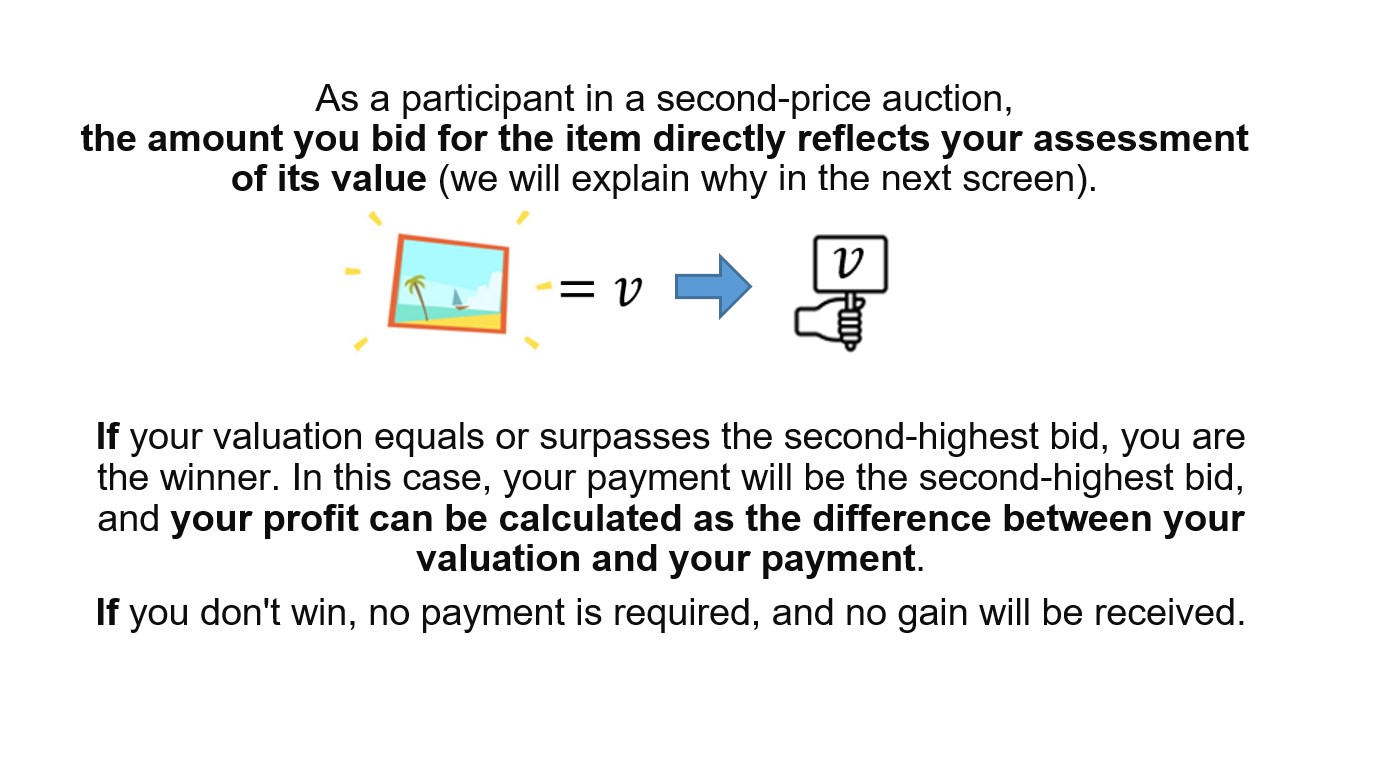 As a participant in a second-price auction,
the amount you bid for the item directly reflects your assessment
of its value (we will explain why in the next screen).
= v
v
If your valuation equals or surpasses the second-highest bid, you are
the winner. In this case, your payment will be the second-highest bid,
and your profit can be calculated as the difference between your
valuation and your payment.
If you don't win, no payment is required, and no gain will be received.